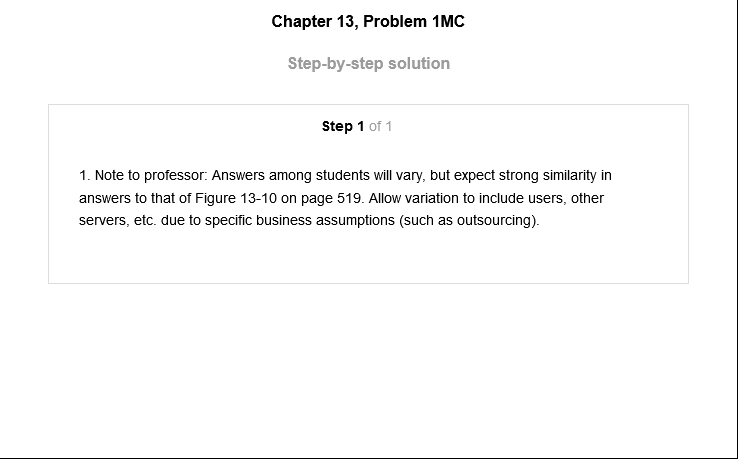 Chapter 13, Problem 1MC
Step-by-step solution
Step 1 of 1
1. Note to professor: Answers among students will vary, but expect strong similarity in
answers to that of Figure 13-10 on page 519. Allow variation to include users, other
servers, etc. due to specific business assumptions (such as outsourcing).